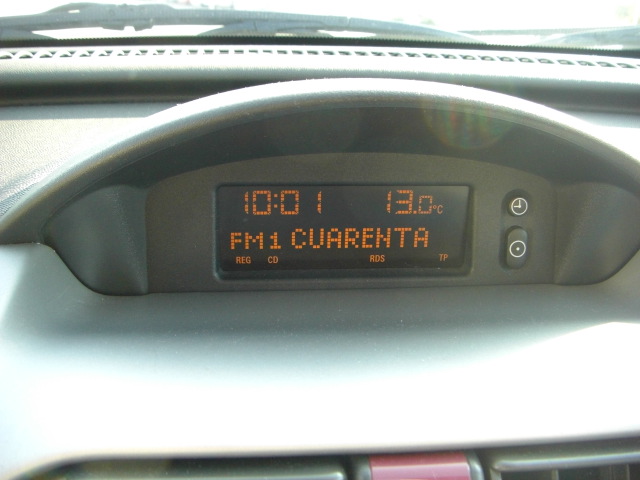 10:01 13.0°C
FM1 CUARENTA
REG CD RDS TP